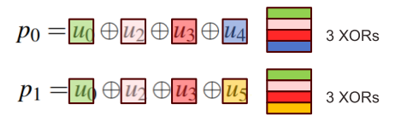 p₀ = u₀ ⊕ u₂ ⊕ u₃ ⊕ u₄ 3 XORs
p₁ = u₀ ⊕ u₂ ⊕ u₃ ⊕ u₅ 3 XORs